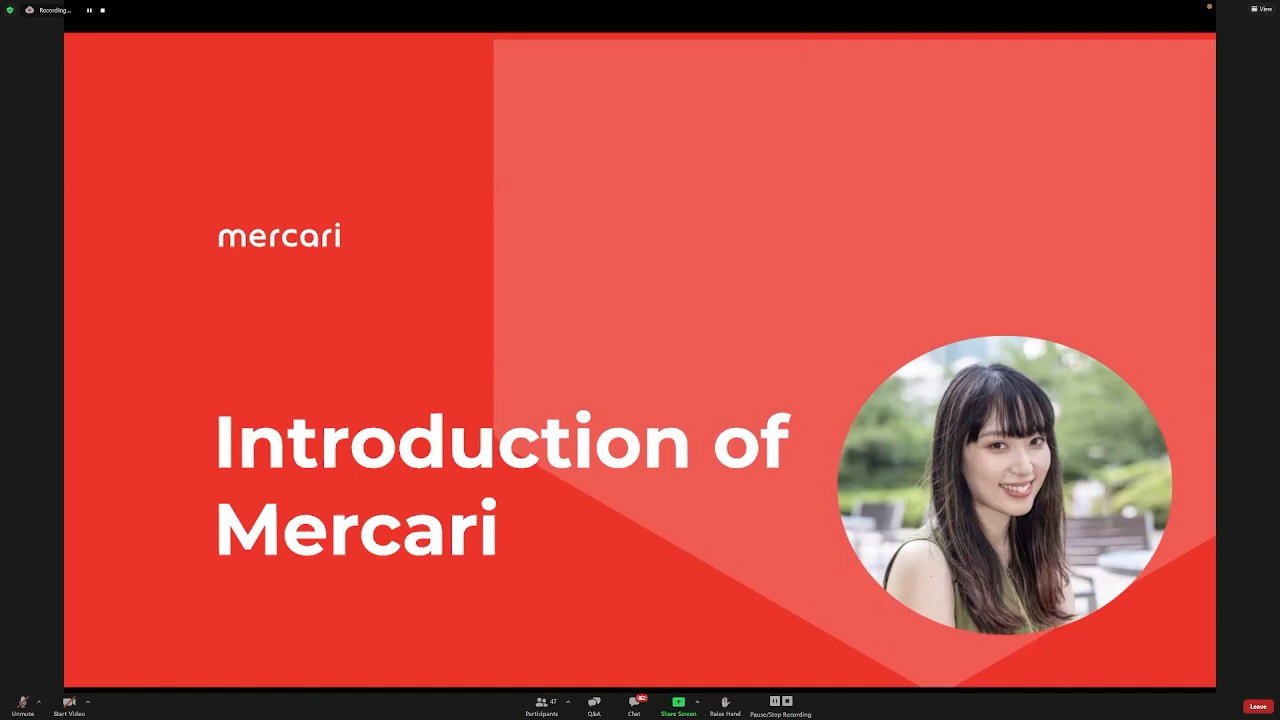 Recording...
View
mercari
Introduction of
Mercari
Unmute
Start Video
47
Participants
Q&A
Chat
Share Screen
Raise Hand
Pause/Stop Recording
Leave